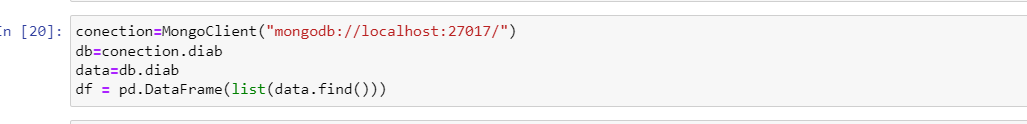 In [20]: conection=MongoClient("mongodb://localhost:27017/")
db=conection.diab
data=db.diab
df = pd.DataFrame(list(data.find()))